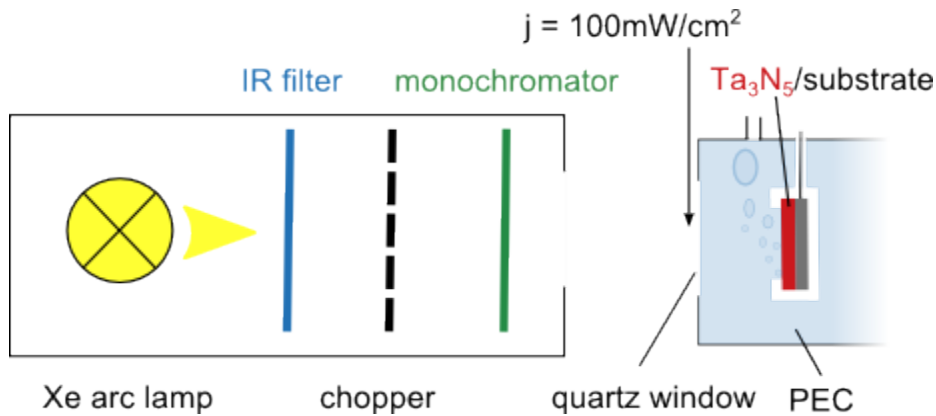 j = 100mW/cm²
IR filter
monochromator
Ta₃N₅/substrate
Xe arc lamp
chopper
quartz window
PEC